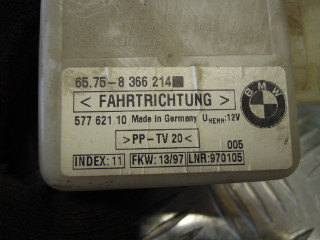 65.75-8 366 214
< FAHRTRICHTUNG >
577 621 10 Made in Germany UNENN:12V
BMW
>PP-TV 20<
005
INDEX: 11 FKW: 13/97 LNR:970105